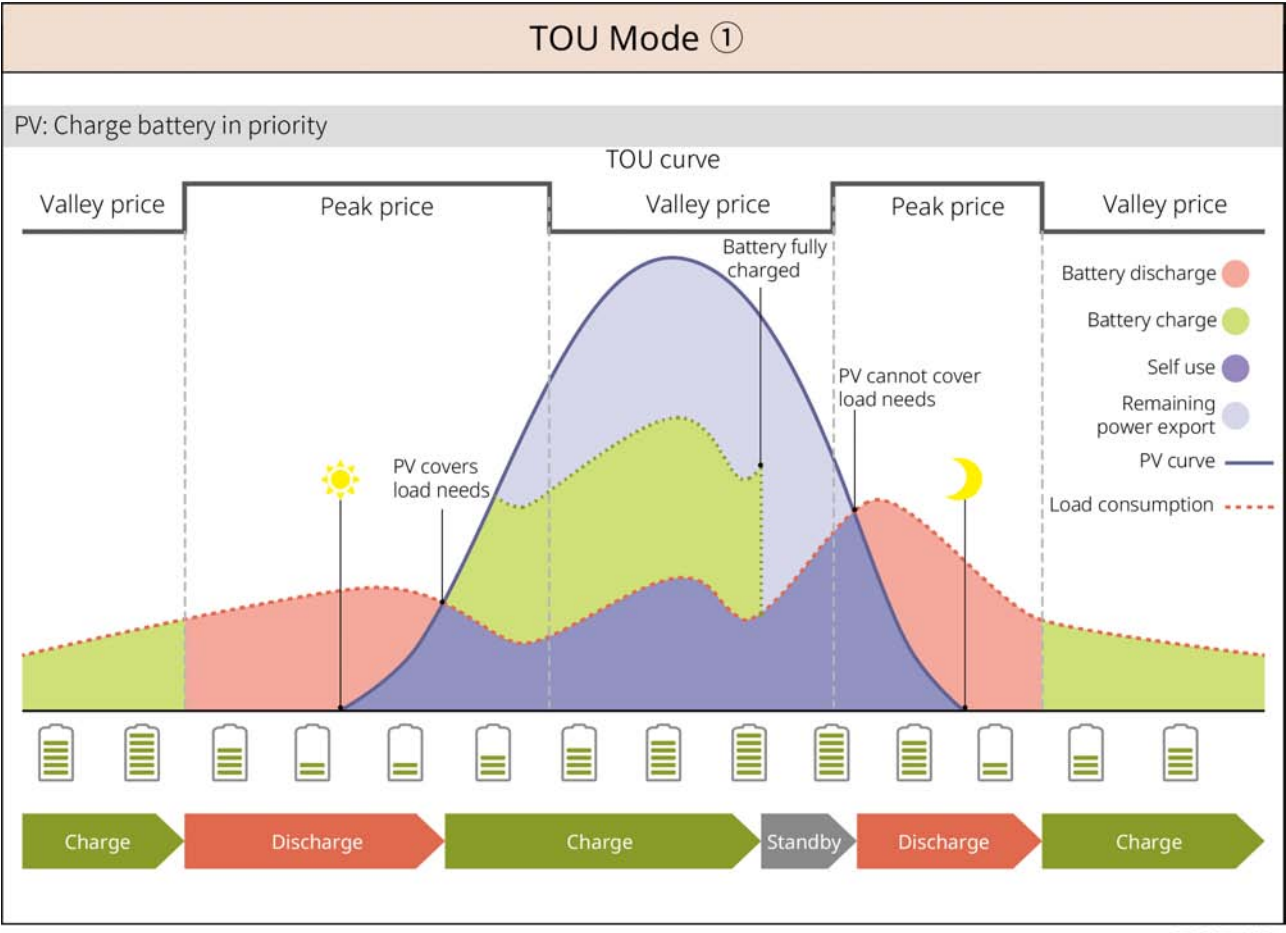 TOU Mode ①
PV: Charge battery in priority
TOU curve
Valley price
Peak price
Valley price
Peak price
Valley price
Battery fully
charged
Battery discharge
Battery charge
Self use
Remaining
power export
PV curve
Load consumption
PV cannot cover
load needs
PV covers
load needs
Charge
Discharge
Charge
Standby
Discharge
Charge